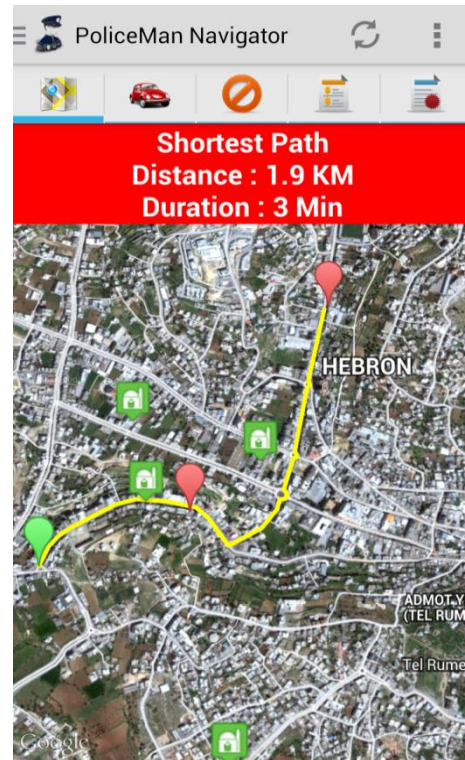 PoliceMan Navigator
Shortest Path
Distance : 1.9 KM
Duration : 3 Min
HEBRON
ADMOT Y
(TEL RUM
Tel Rume
Google